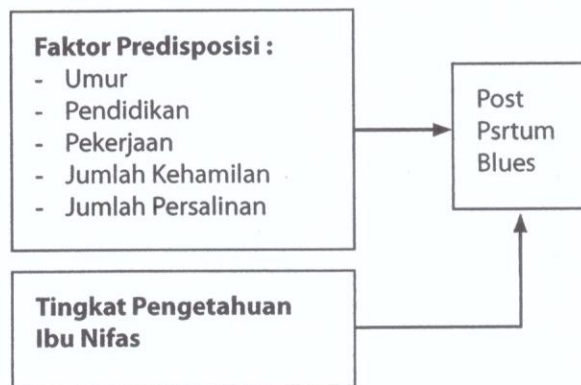 Faktor Predisposisi :
- Umur
- Pendidikan
- Pekerjaan
- Jumlah Kehamilan
- Jumlah Persalinan
Post
Psrtum
Blues
Tingkat Pengetahuan
Ibu Nifas